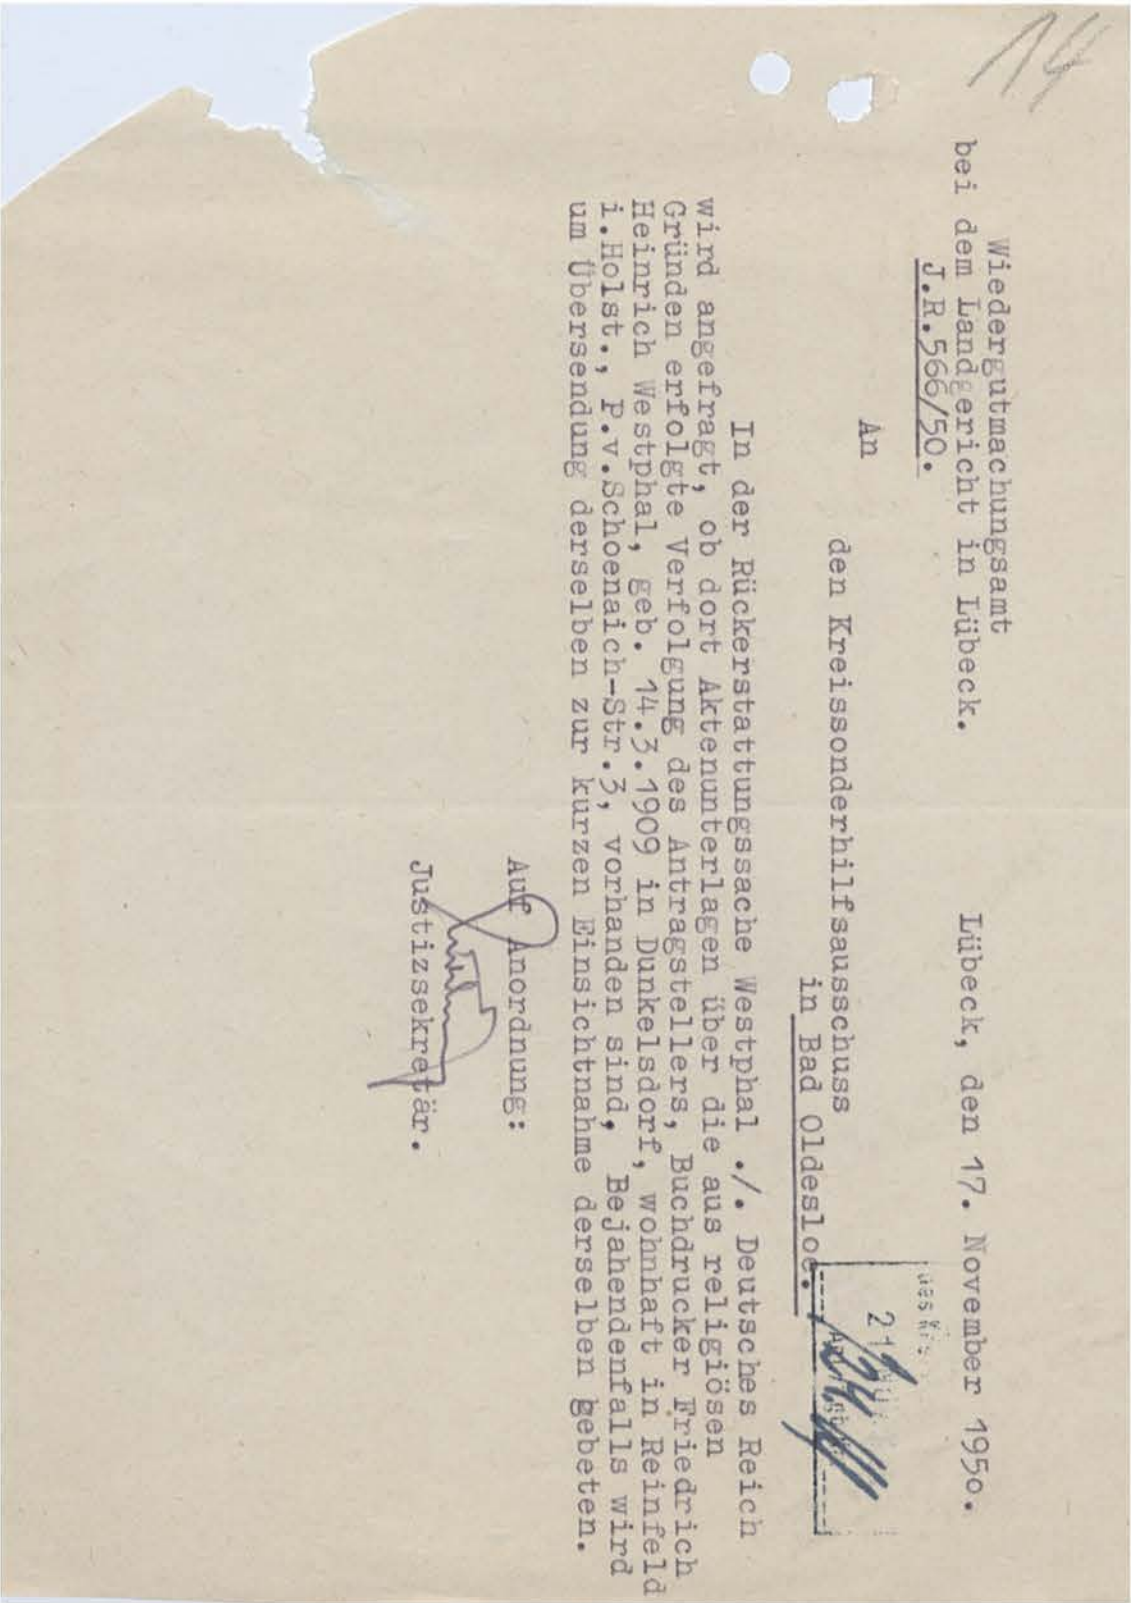 14
Wiedergutmachungsamt
bei dem Landgericht in Lübeck.
J.R.566/50.
Lübeck, den 17. November 1950.
An
den Kreissonderhilfsausschuss
in Bad Oldesloe.
21
24/11
In der Rückerstattungssache Westphal ./. Deutsches Reich
wird angefragt, ob dort Aktenunterlagen über die aus religiösen
Gründen erfolgte Verfolgung des Antragstellers, Buchdrucker Friedrich
Heinrich Westphal, geb. 14.3.1909 in Dunkelsdorf, wohnhaft in Reinfeld
i.Holst., P.v.Schoenaich-Str.3, vorhanden sind, Bejahendenfalls wird
um Übersendung derselben zur kurzen Einsichtnahme derselben gebeten.
Auf Anordnung:
Justizsekretär.